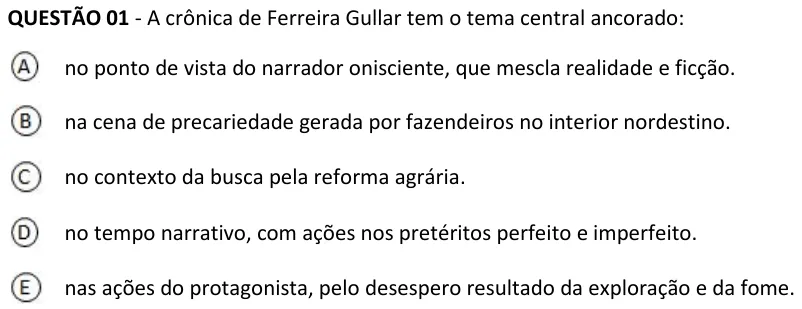 QUESTÃO 01 - A crônica de Ferreira Gullar tem o tema central ancorado:
A no ponto de vista do narrador onisciente, que mescla realidade e ficção.
B na cena de precariedade gerada por fazendeiros no interior nordestino.
C no contexto da busca pela reforma agrária.
D no tempo narrativo, com ações nos pretéritos perfeito e imperfeito.
E nas ações do protagonista, pelo desespero resultado da exploração e da fome.